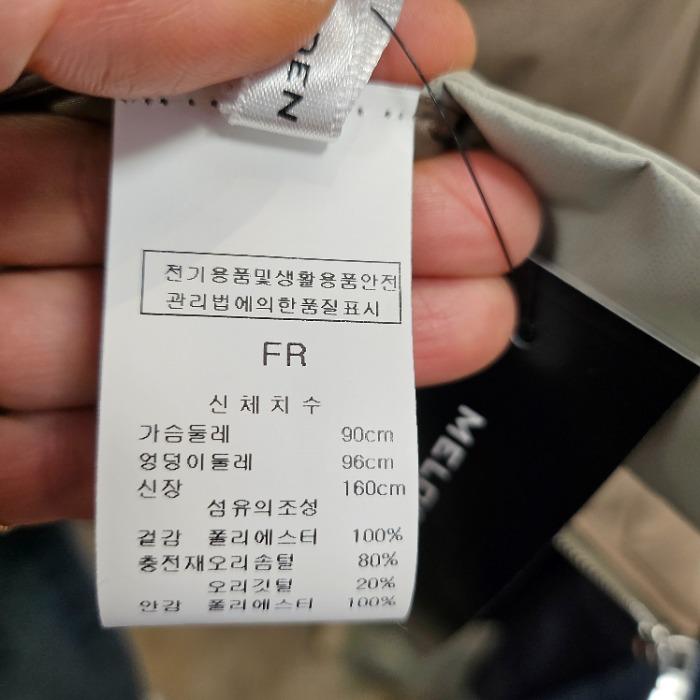 DEN
전기용품및생활용품안전
관리법에의한품질표시
FR
신체치수
가슴둘레 90cm
엉덩이둘레 96cm
신장 160cm
섬유의조성
겉감 폴리에스터 100%
충전재오리솜털 80%
오리깃털 20%
안감 폴리에스터 100%